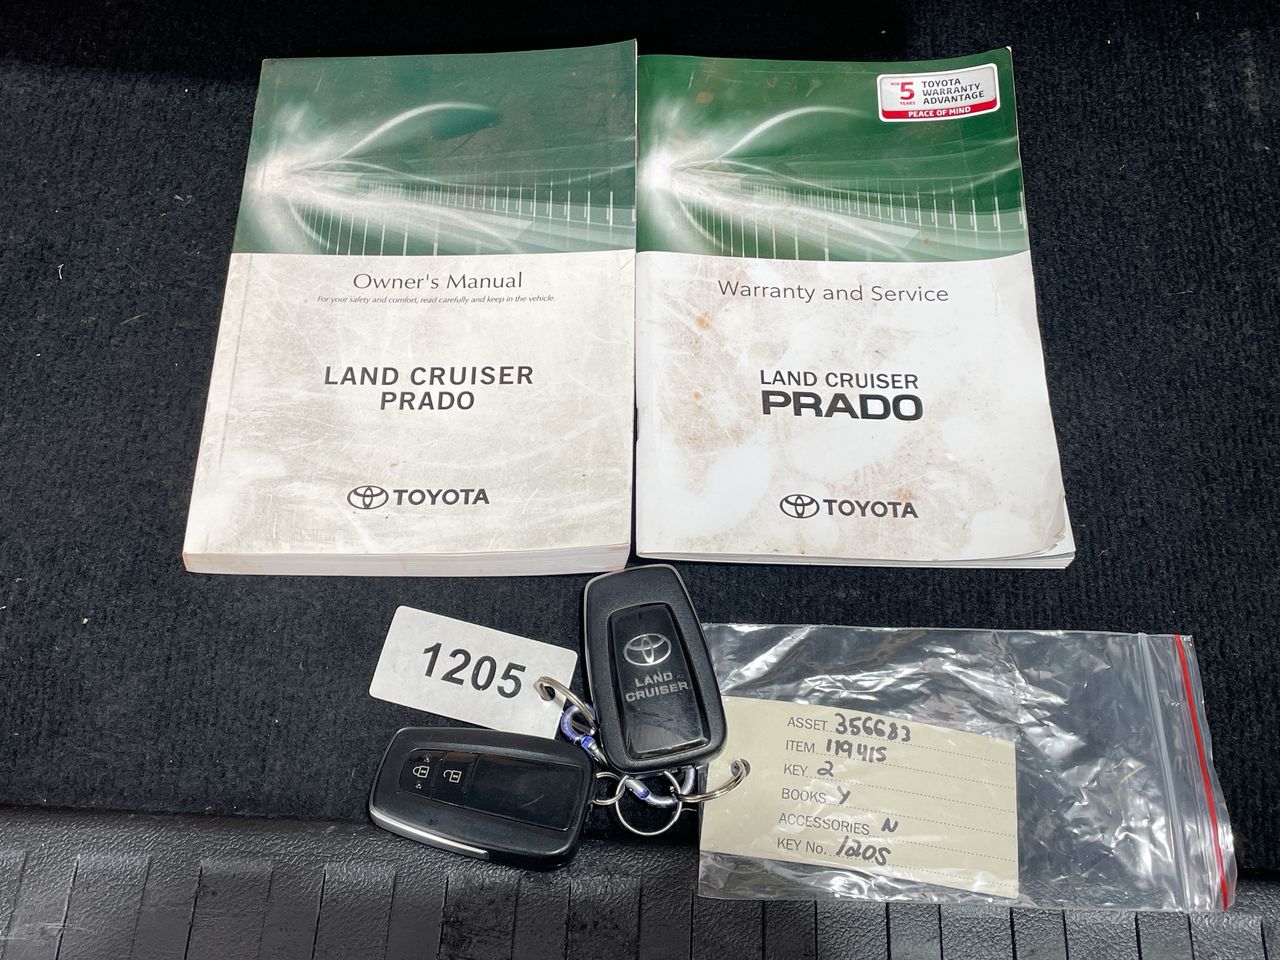 Owner's Manual
For your safety and comfort, read carefully and keep in the vehicle.
LAND CRUISER
PRADO
TOYOTA
MIN 5 YEARS
TOYOTA
WARRANTY
ADVANTAGE
PEACE OF MIND
Warranty and Service
LAND CRUISER
PRADO
TOYOTA
1205
LAND
CRUISER
ASSET 356683
ITEM 119415
KEY 2
BOOKS Y
ACCESSORIES N
KEY No. 1205